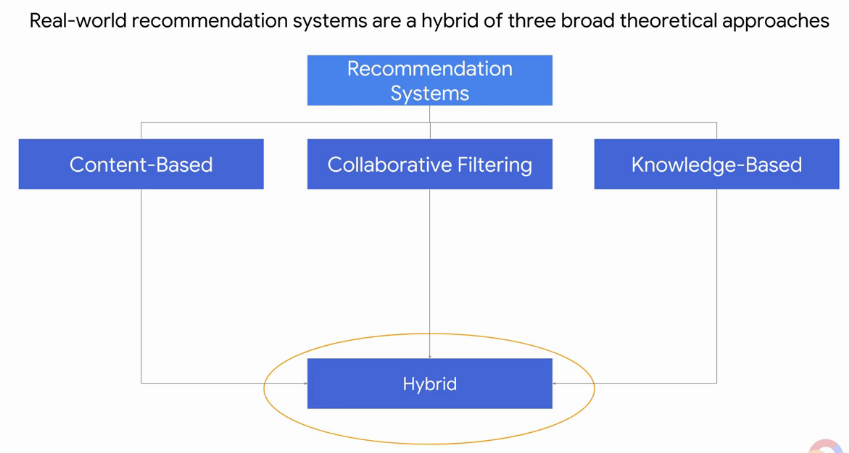 Real-world recommendation systems are a hybrid of three broad theoretical approaches
Recommendation
Systems
Content-Based
Collaborative Filtering
Knowledge-Based
Hybrid